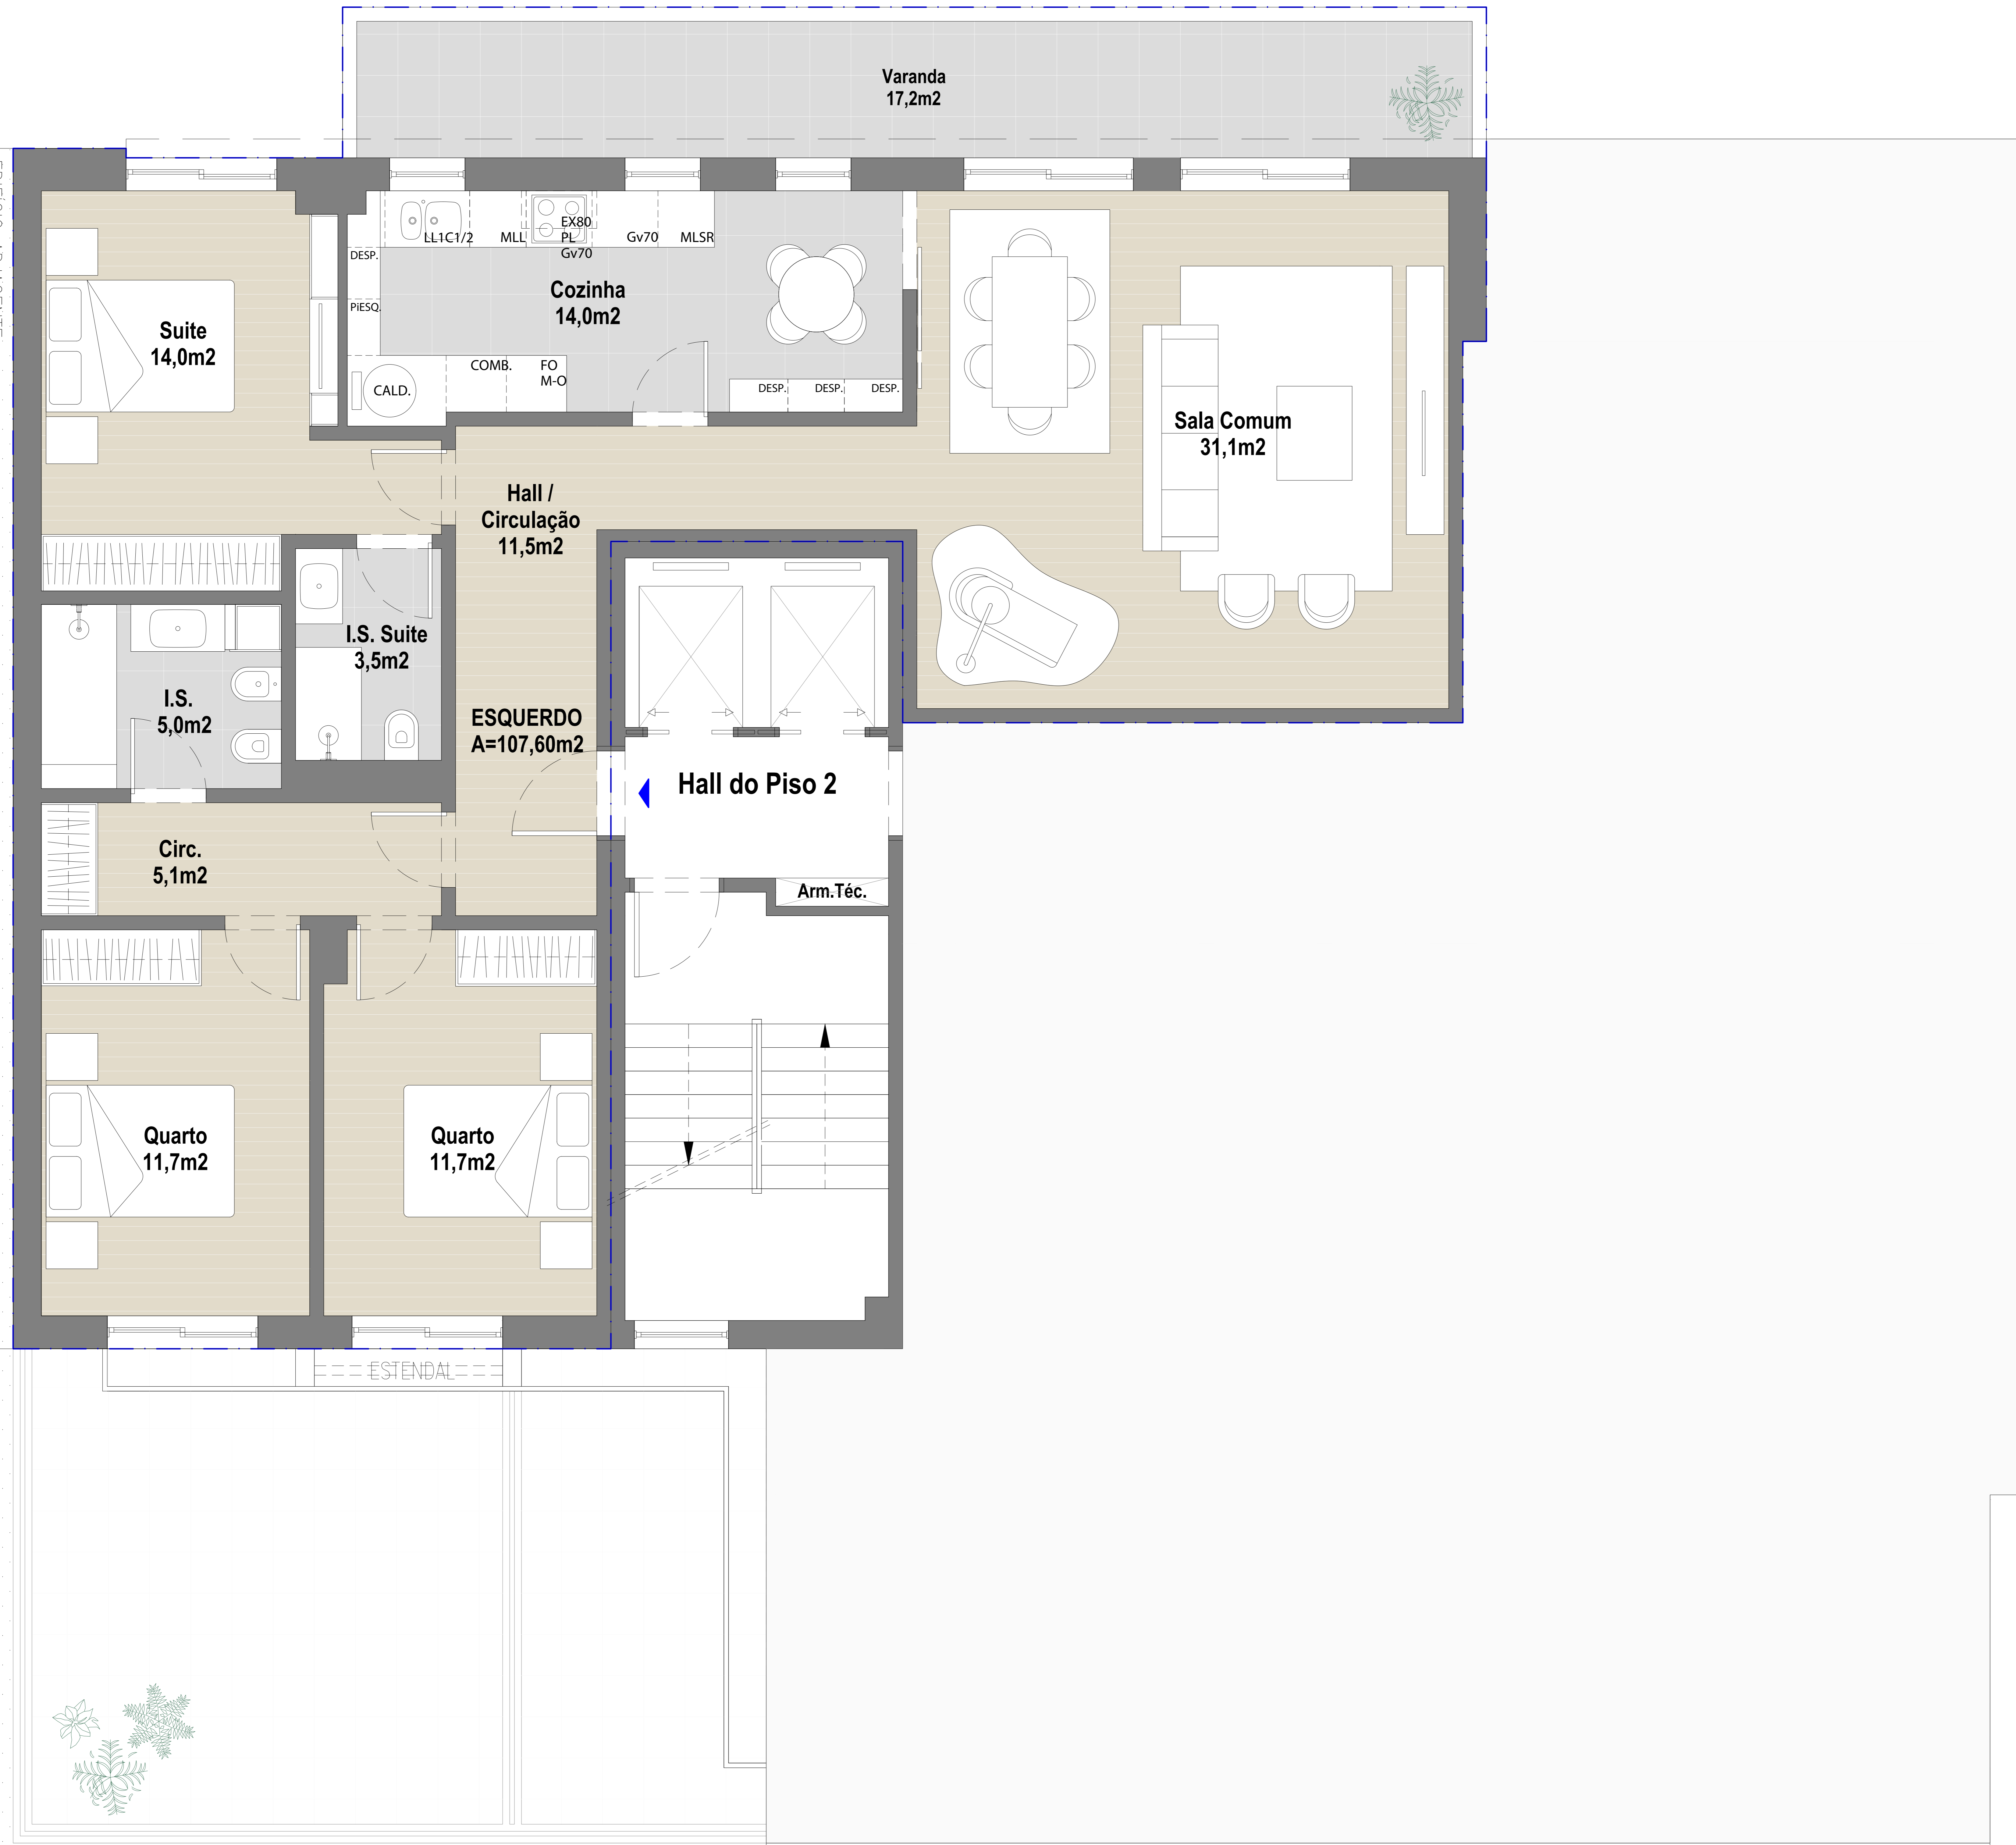 Varanda
17,2m2
LL1C1/2
MLL
EX80
PL
Gv70
Gv70
MLSR
DESP.
PiESQ.
Cozinha
14,0m2
CALD.
COMB.
FO
M-O
DESP.
DESP.
DESP.
Suite
14,0m2
Sala Comum
31,1m2
Hall /
Circulação
11,5m2
I.S. Suite
3,5m2
I.S.
5,0m2
ESQUERDO
A=107,60m2
Hall do Piso 2
Circ.
5,1m2
Arm.Téc.
Quarto
11,7m2
Quarto
11,7m2
ESTENDAL